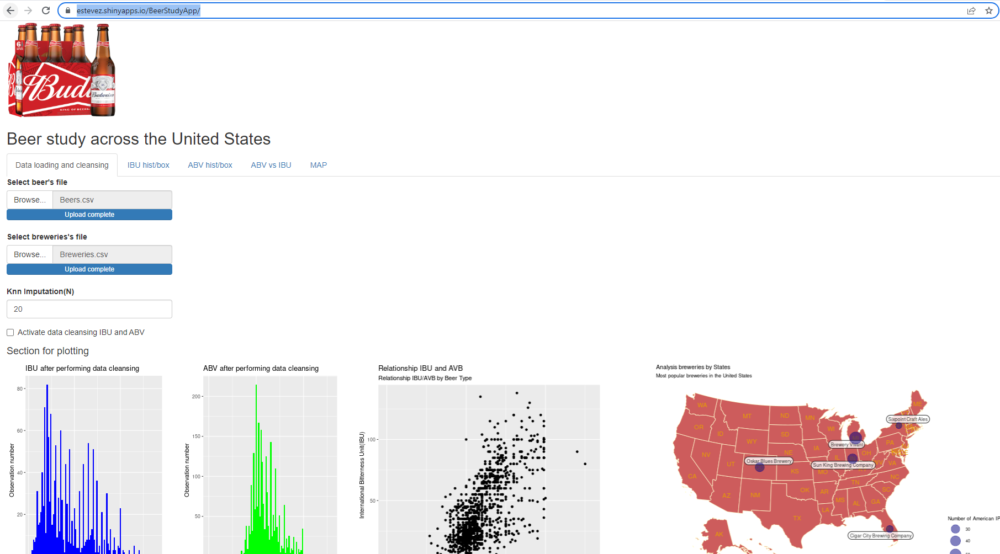 estevez.shinyapps.io/BeerStudyApp/
6
Bud
Budweiser
KING OF BEERS
Beer study across the United States
Data loading and cleansing
IBU hist/box
ABV hist/box
ABV vs IBU
MAP
Select beer's file
Browse...
Beers.csv
Upload complete
Select breweries's file
Browse...
Breweries.csv
Upload complete
Knn Imputation(N)
20
Activate data cleansing IBU and ABV
Section for plotting
IBU after performing data cleansing
Observation number
80
60
40
20
ABV after performing data cleansing
Observation number
200
150
100
50
Relationship IBU and AVB
Relationship IBU/AVB by Beer Type
International Bitterness Unit(IBU)
100
50
Analysis breweries by States
Most popular breweries in the United States
WA
MT
ND
MN
ME
OR
ID
SD
WI
WY
IA
NE
PA
NV
UT
IL
OH
CA
KS
MO
WV
VA
NC
TN
AZ
NM
OK
AR
SC
MS
AL
GA
LA
TX
AK
Sixpoint Craft Ales
Brewery Vivant
Oskar Blues Brewery
Sun King Brewing Company
Cigar City Brewing Company
Number of American IP
30
40